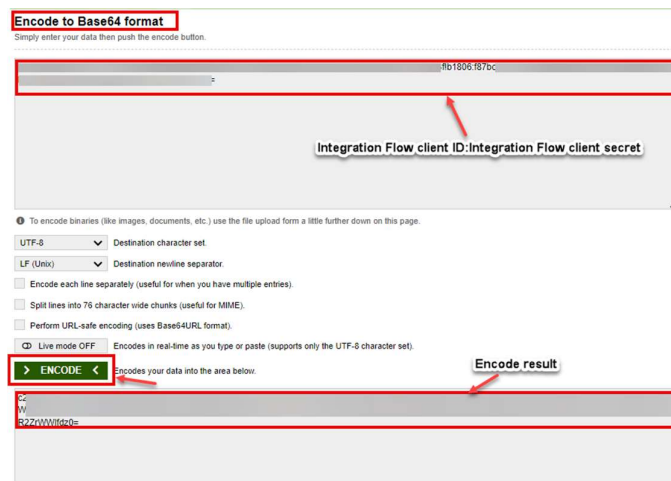 Encode to Base64 format
Simply enter your data then push the encode button.
flb1806:f87bc
=
Integration Flow client ID:Integration Flow client secret
To encode binaries (like images, documents, etc.) use the file upload form a little further down on this page.
UTF-8 Destination character set.
LF (Unix) Destination newline separator.
Encode each line separately (useful for when you have multiple entries).
Split lines into 76 character wide chunks (useful for MIME).
Perform URL-safe encoding (uses Base64URL format).
Live mode OFF Encodes in real-time as you type or paste (supports only the UTF-8 character set).
> ENCODE < Encodes your data into the area below.
Encode result
R2ZrWWlfdz0=